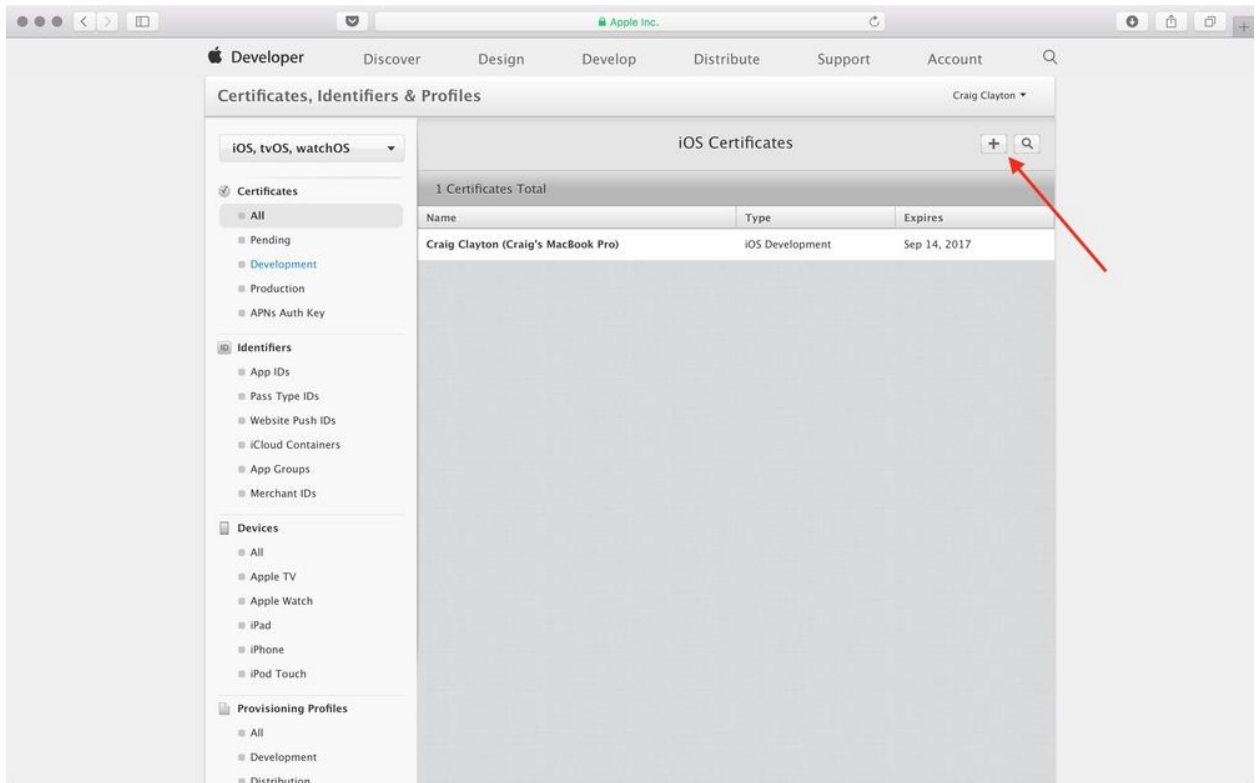 Apple Inc.
Developer Discover Design Develop Distribute Support Account
Certificates, Identifiers & Profiles Craig Clayton
iOS, tvOS, watchOS
iOS Certificates
Certificates
1 Certificates Total
All
Name Type Expires
Pending
Craig Clayton (Craig's MacBook Pro) iOS Development Sep 14, 2017
Development
Production
APNs Auth Key
ID Identifiers
App IDs
Pass Type IDs
Website Push IDs
iCloud Containers
App Groups
Merchant IDs
Devices
All
Apple TV
Apple Watch
iPad
iPhone
iPod Touch
Provisioning Profiles
All
Development
Distribution